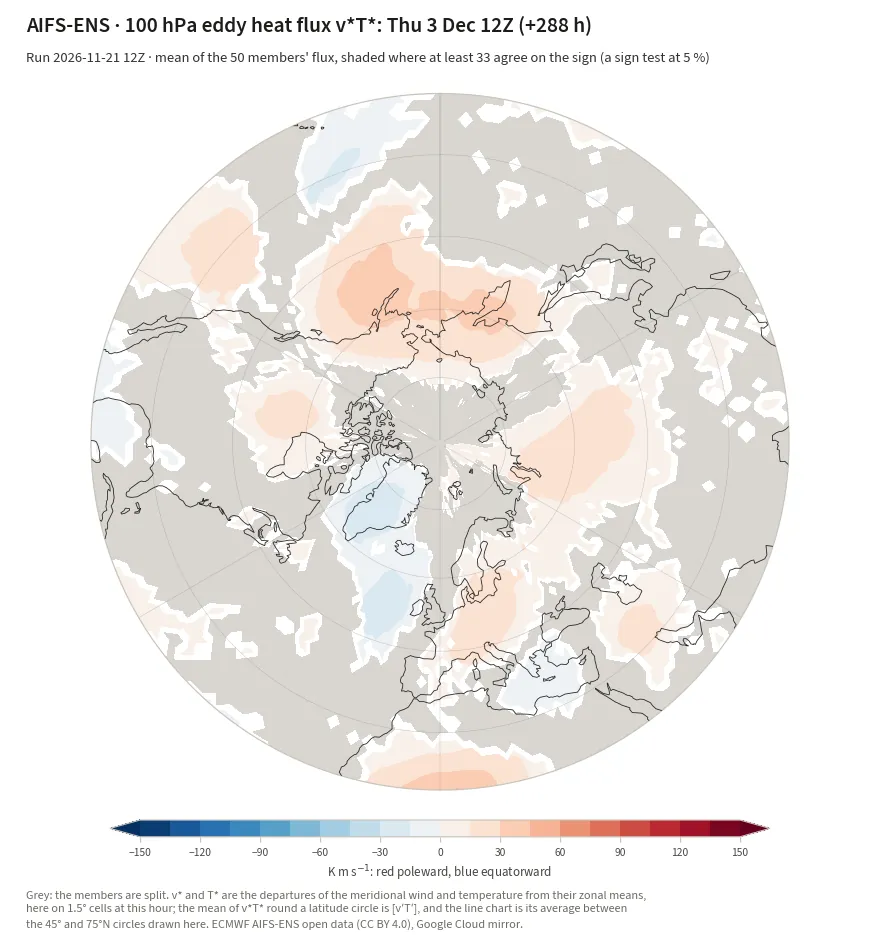 AIFS-ENS · 100 hPa eddy heat flux v*T*: Thu 3 Dec 12Z (+288 h)
Run 2026-11-21 12Z · mean of the 50 members' flux, shaded where at least 33 agree on the sign (a sign test at 5 %)
−150 −120 −90 −60 −30 0 30 60 90 120 150
K m s⁻¹: red poleward, blue equatorward
Grey: the members are split. v* and T* are the departures of the meridional wind and temperature from their zonal means,
here on 1.5° cells at this hour; the mean of v*T* round a latitude circle is [v'T'], and the line chart is its average between
the 45° and 75°N circles drawn here. ECMWF AIFS-ENS open data (CC BY 4.0), Google Cloud mirror.